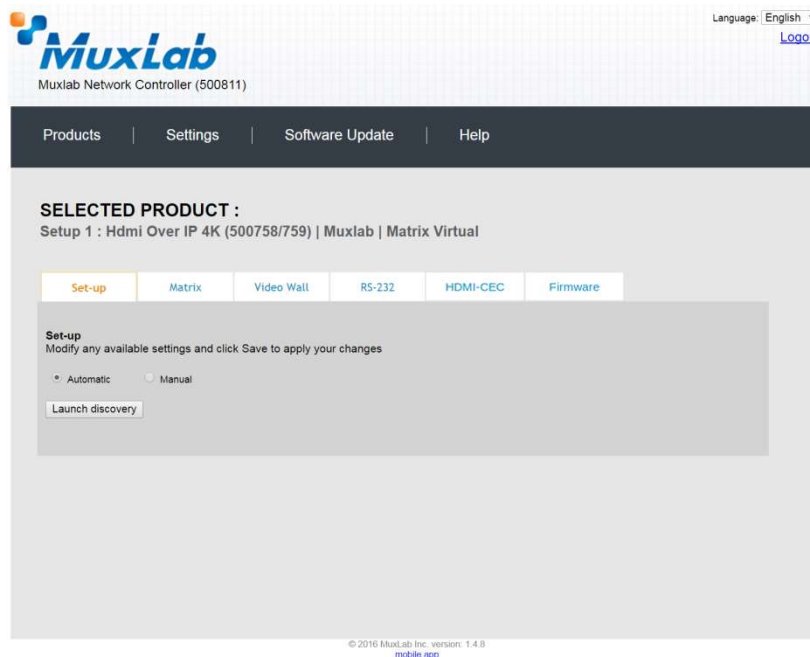 Language: English
Logo
MuxLab
Muxlab Network Controller (500811)
Products | Settings | Software Update | Help
SELECTED PRODUCT :
Setup 1 : Hdmi Over IP 4K (500758/759) | Muxlab | Matrix Virtual
Set-up Matrix Video Wall RS-232 HDMI-CEC Firmware
Set-up
Modify any available settings and click Save to apply your changes
Automatic Manual
Launch discovery
© 2016 MuxLab Inc. version: 1.4.8
mobile app